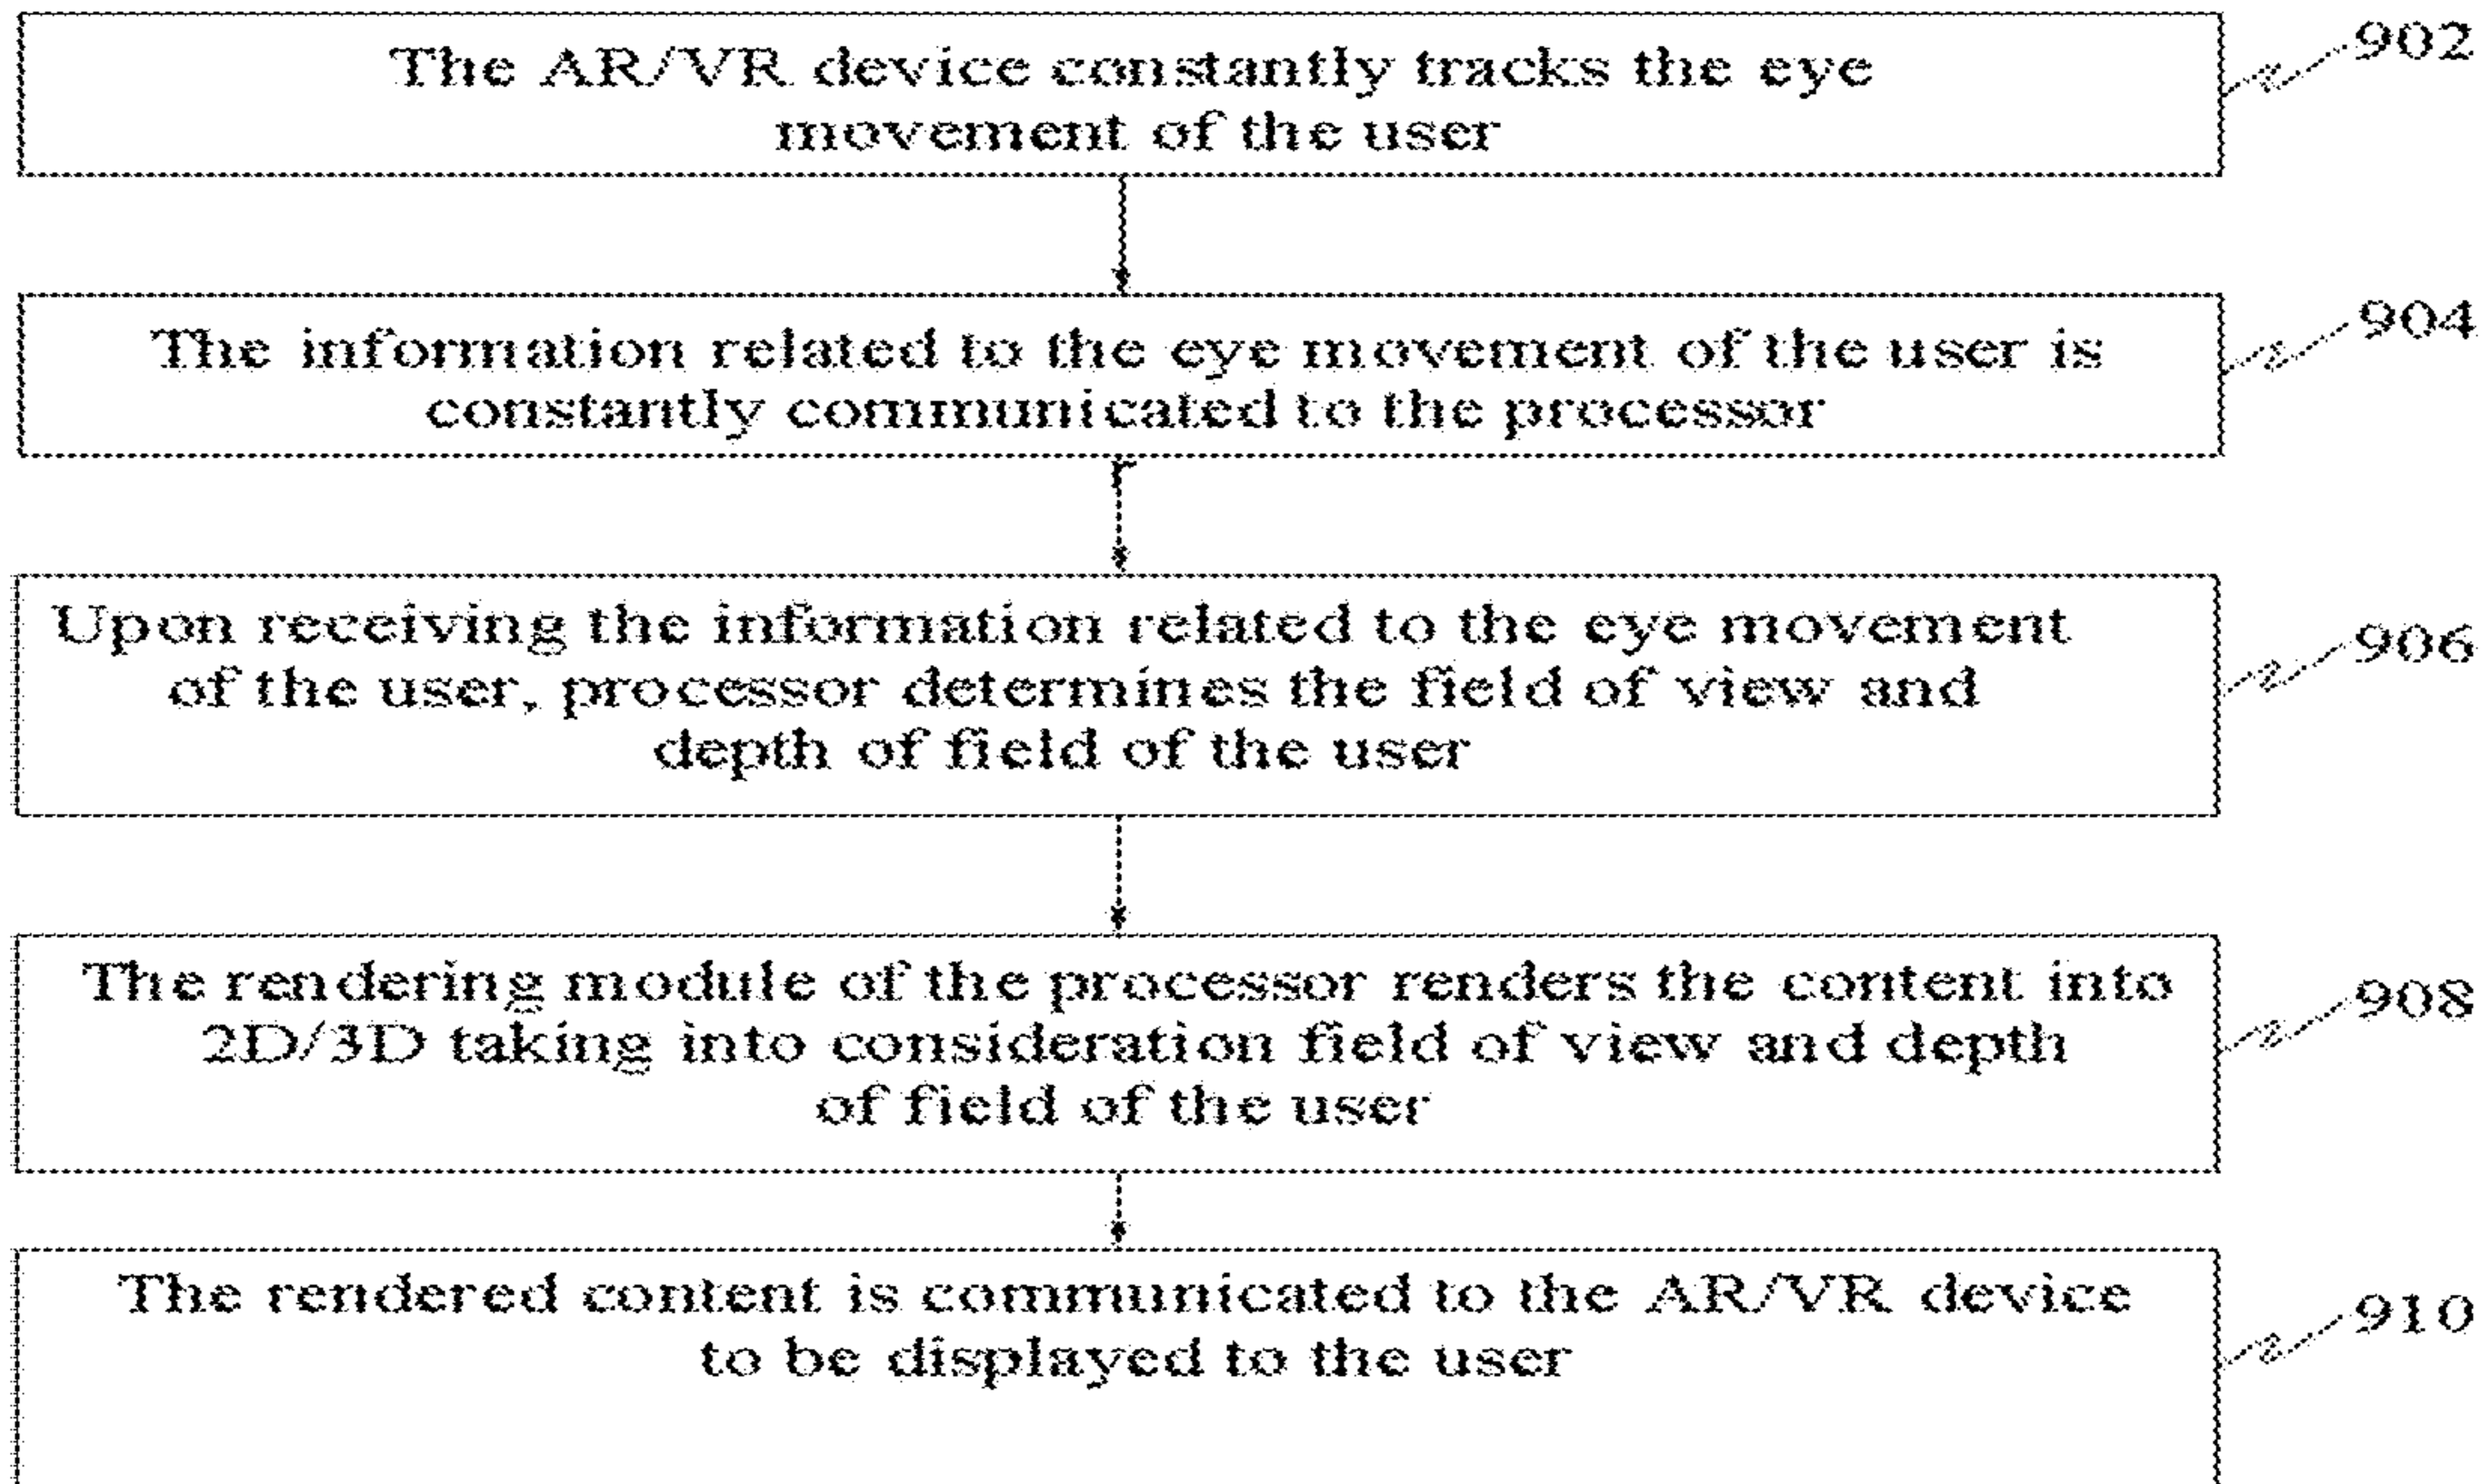 The AR/VR device constantly tracks the eye
movement of the user
902
The information related to the eye movement of the user is
constantly communicated to the processor
904
Upon receiving the information related to the eye movement
of the user, processor determines the field of view and
depth of field of the user
906
The rendering module of the processor renders the content into
2D/3D taking into consideration field of view and depth
of field of the user
908
The rendered content is communicated to the AR/VR device
to be displayed to the user
910